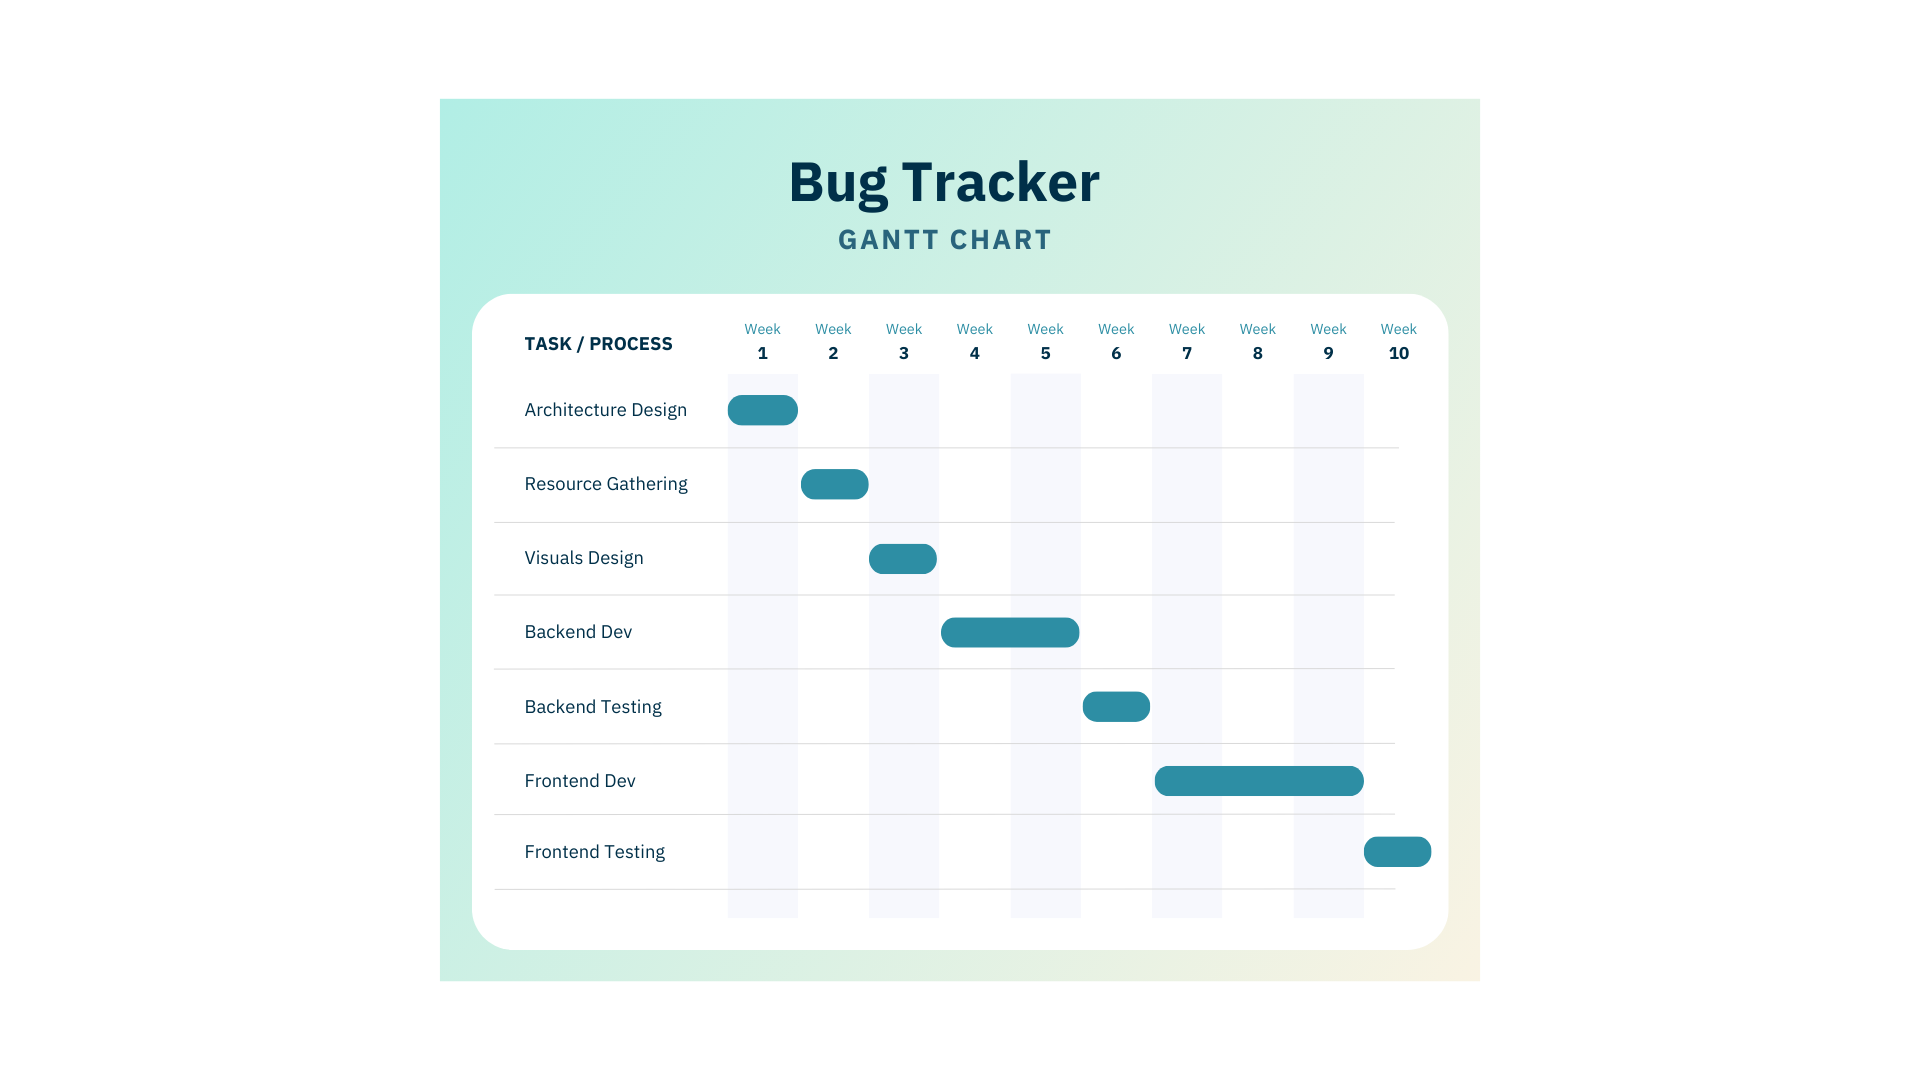 Bug Tracker
GANTT CHART
TASK / PROCESS
Week Week Week Week Week Week Week Week Week Week
1 2 3 4 5 6 7 8 9 10
Architecture Design
Resource Gathering
Visuals Design
Backend Dev
Backend Testing
Frontend Dev
Frontend Testing